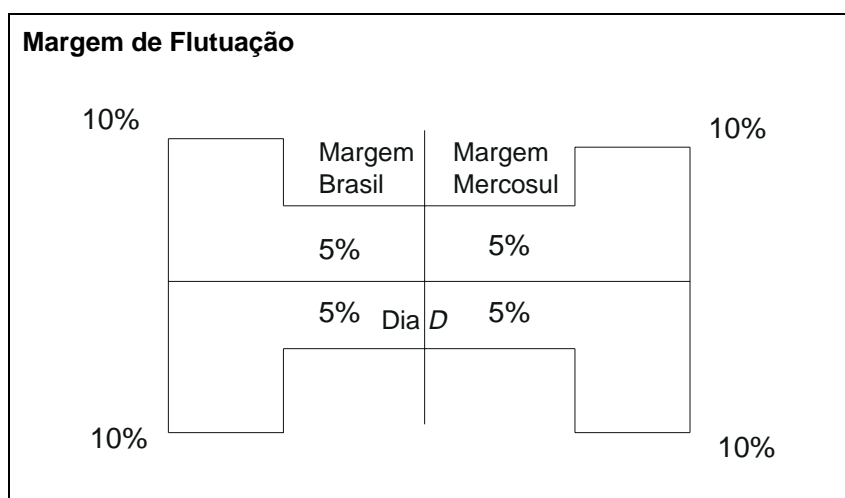 Margem de Flutuação
10%
10%
Margem Margem
Brasil Mercosul
5% 5%
5% Dia D 5%
10%
10%